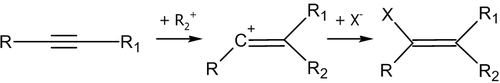 R R₁ + R₂⁺ C⁺ R R₁ R₂ + X⁻ X R R₁ R₂